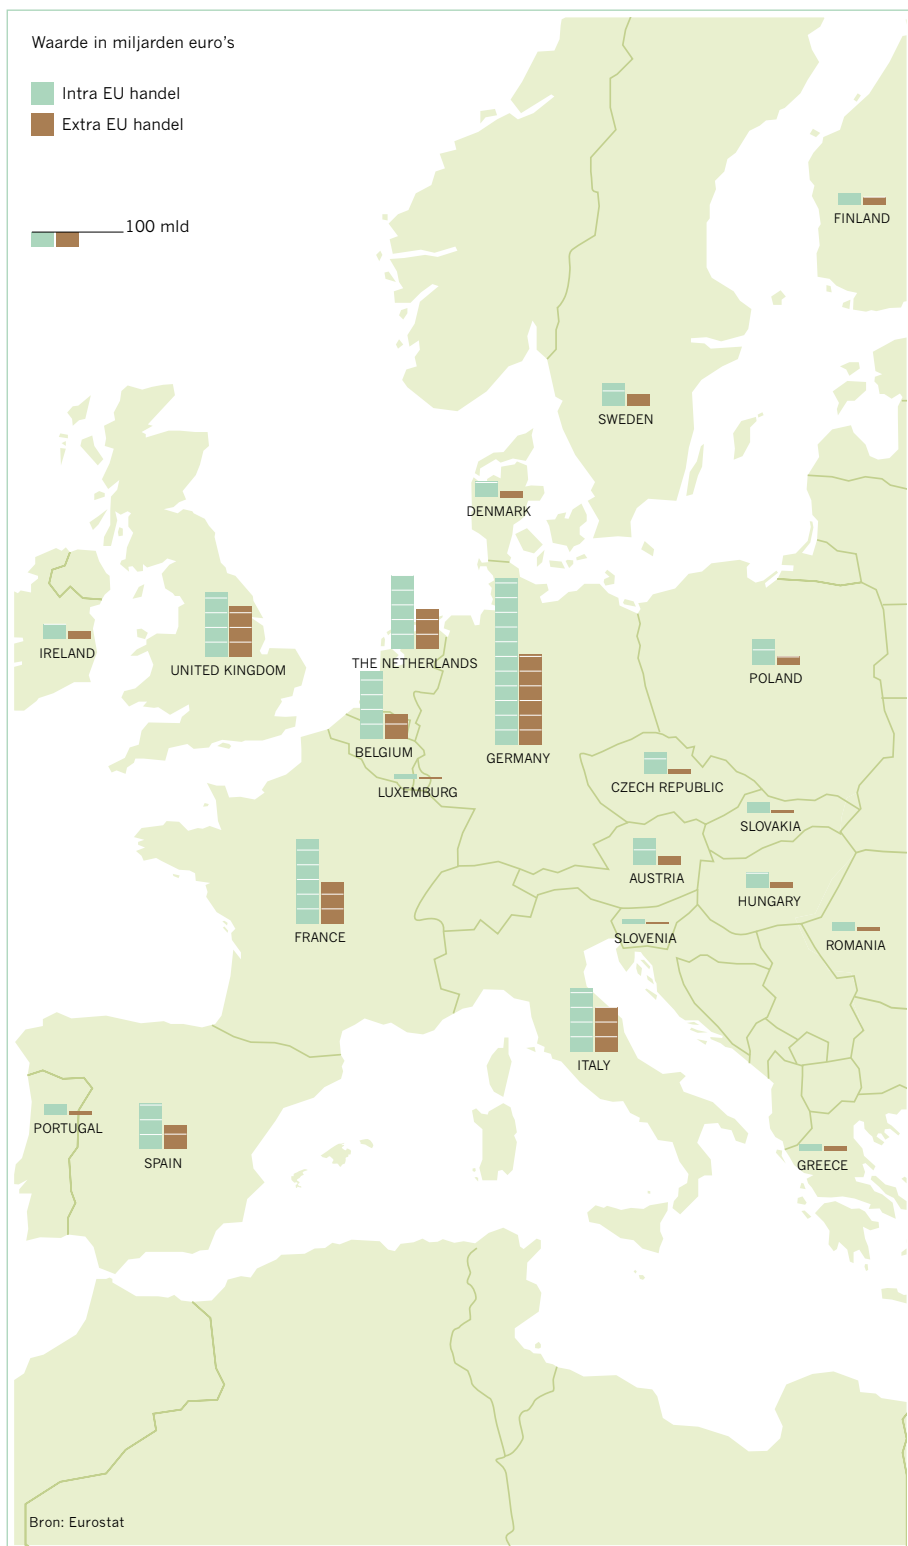 Waarde in miljarden euro’s
Intra EU handel
Extra EU handel
100 mld
FINLAND
SWEDEN
DENMARK
IRELAND
UNITED KINGDOM
THE NETHERLANDS
POLAND
BELGIUM
GERMANY
LUXEMBURG
CZECH REPUBLIC
SLOVAKIA
AUSTRIA
HUNGARY
FRANCE
SLOVENIA
ROMANIA
ITALY
PORTUGAL
SPAIN
GREECE
Bron: Eurostat